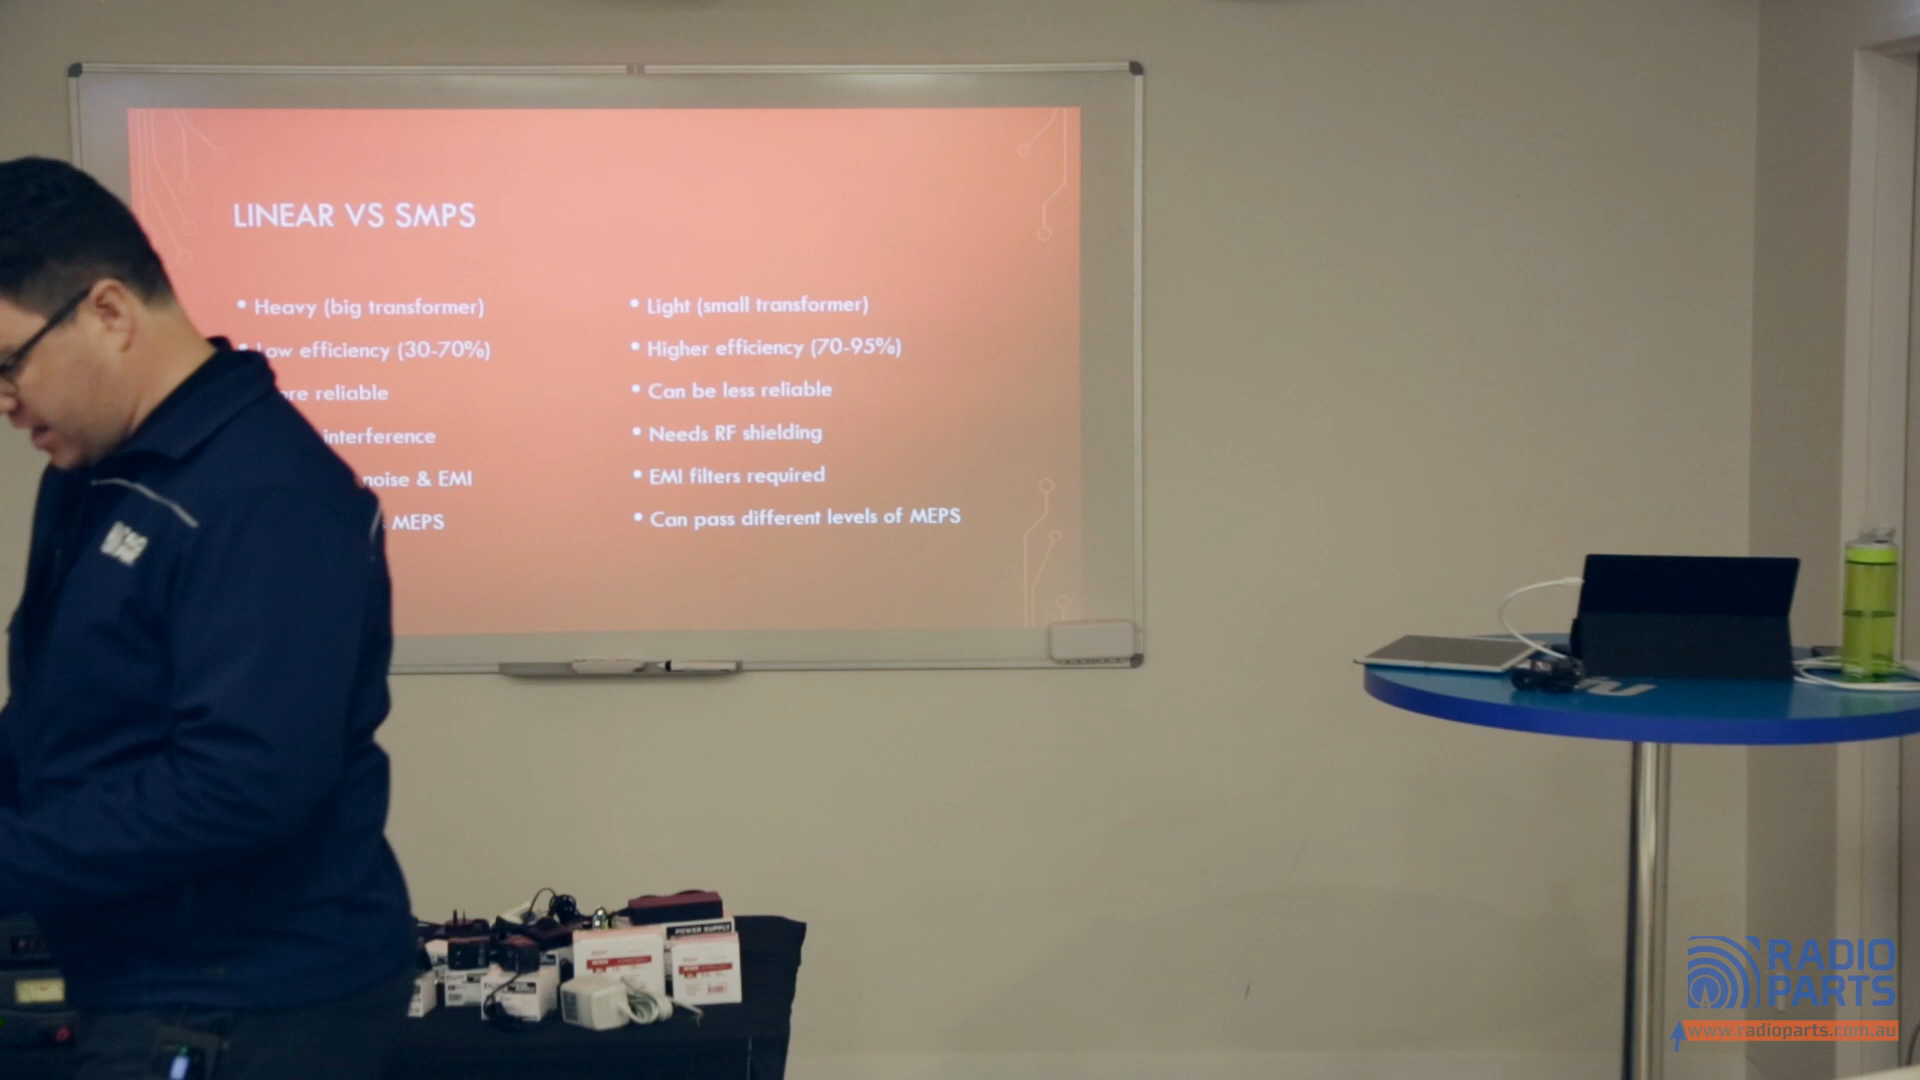 LINEAR VS SMPS
• Heavy (big transformer)
• Low efficiency (30-70%)
reliable
interference
noise & EMI
MEPS
• Light (small transformer)
• Higher efficiency (70-95%)
• Can be less reliable
• Needs RF shielding
• EMI filters required
• Can pass different levels of MEPS
POWER SUPPLY
RADIO
PARTS
www.radioparts.com.au